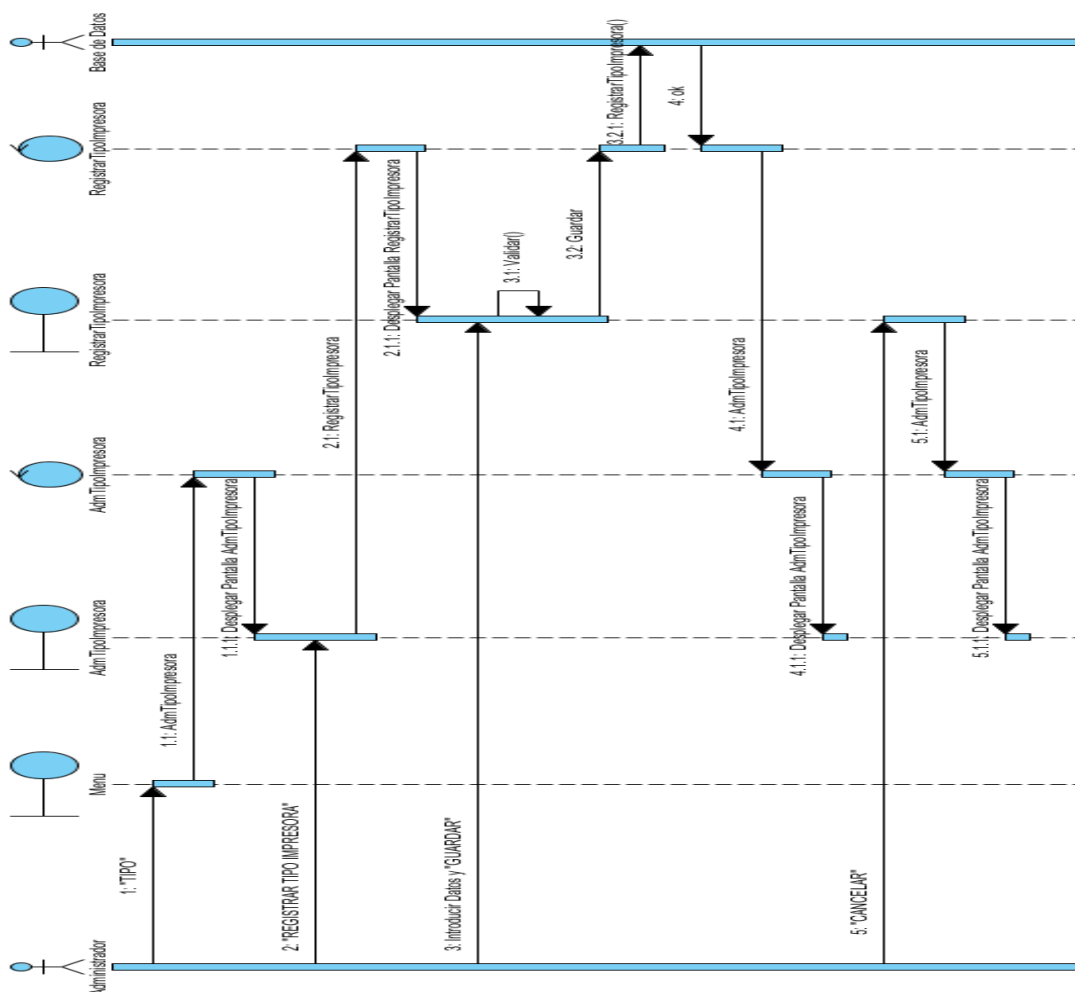 Administrador
Menu
AdmTipoImpresora
AdmTipoImpresora
RegistrarTipoImpresora
RegistrarTipoImpresora
Base de Datos
1: "TIPO"
1.1: AdmTipoImpresora
1.1.1: Desplegar Pantalla AdmTipoImpresora
2: "REGISTRAR TIPO IMPRESORA"
2.1: RegistrarTipoImpresora
2.1.1: Desplegar Pantalla RegistrarTipoImpresora
3: Introducir Datos y "GUARDAR"
3.1: Validar()
3.2: Guardar
3.2.1: RegistrarTipoImpresora()
4: ok
4.1: AdmTipoImpresora
4.1.1: Desplegar Pantalla AdmTipoImpresora
5: "CANCELAR"
5.1: AdmTipoImpresora
5.1.1: Desplegar Pantalla AdmTipoImpresora